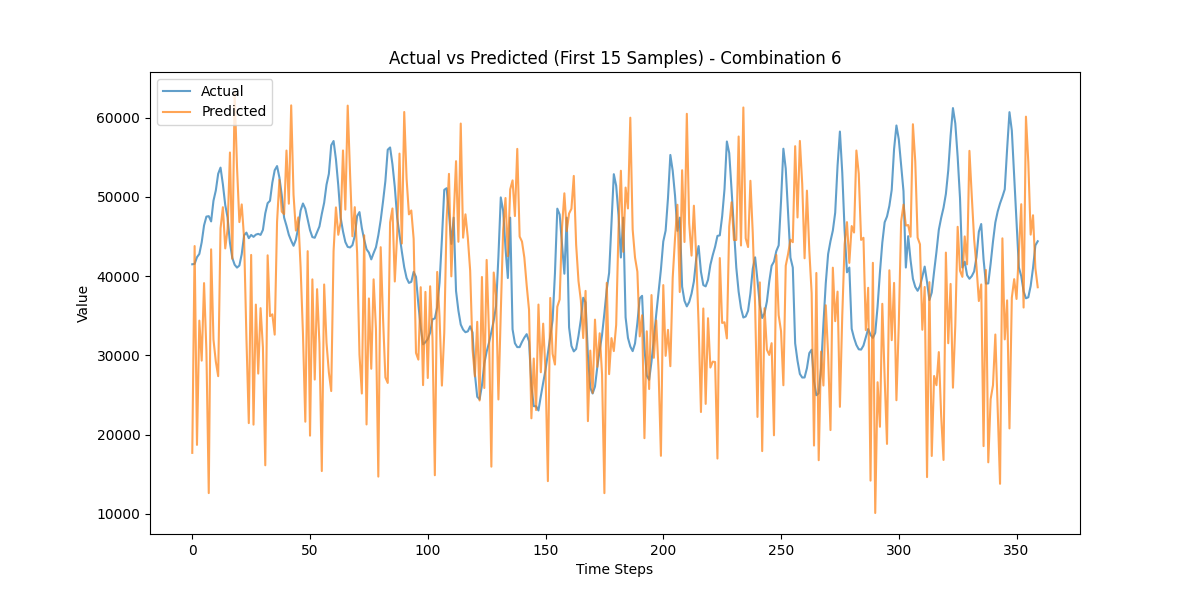 Actual vs Predicted (First 15 Samples) - Combination 6
Actual
Predicted
60000
50000
40000
30000
20000
10000
Value
0 50 100 150 200 250 300 350
Time Steps